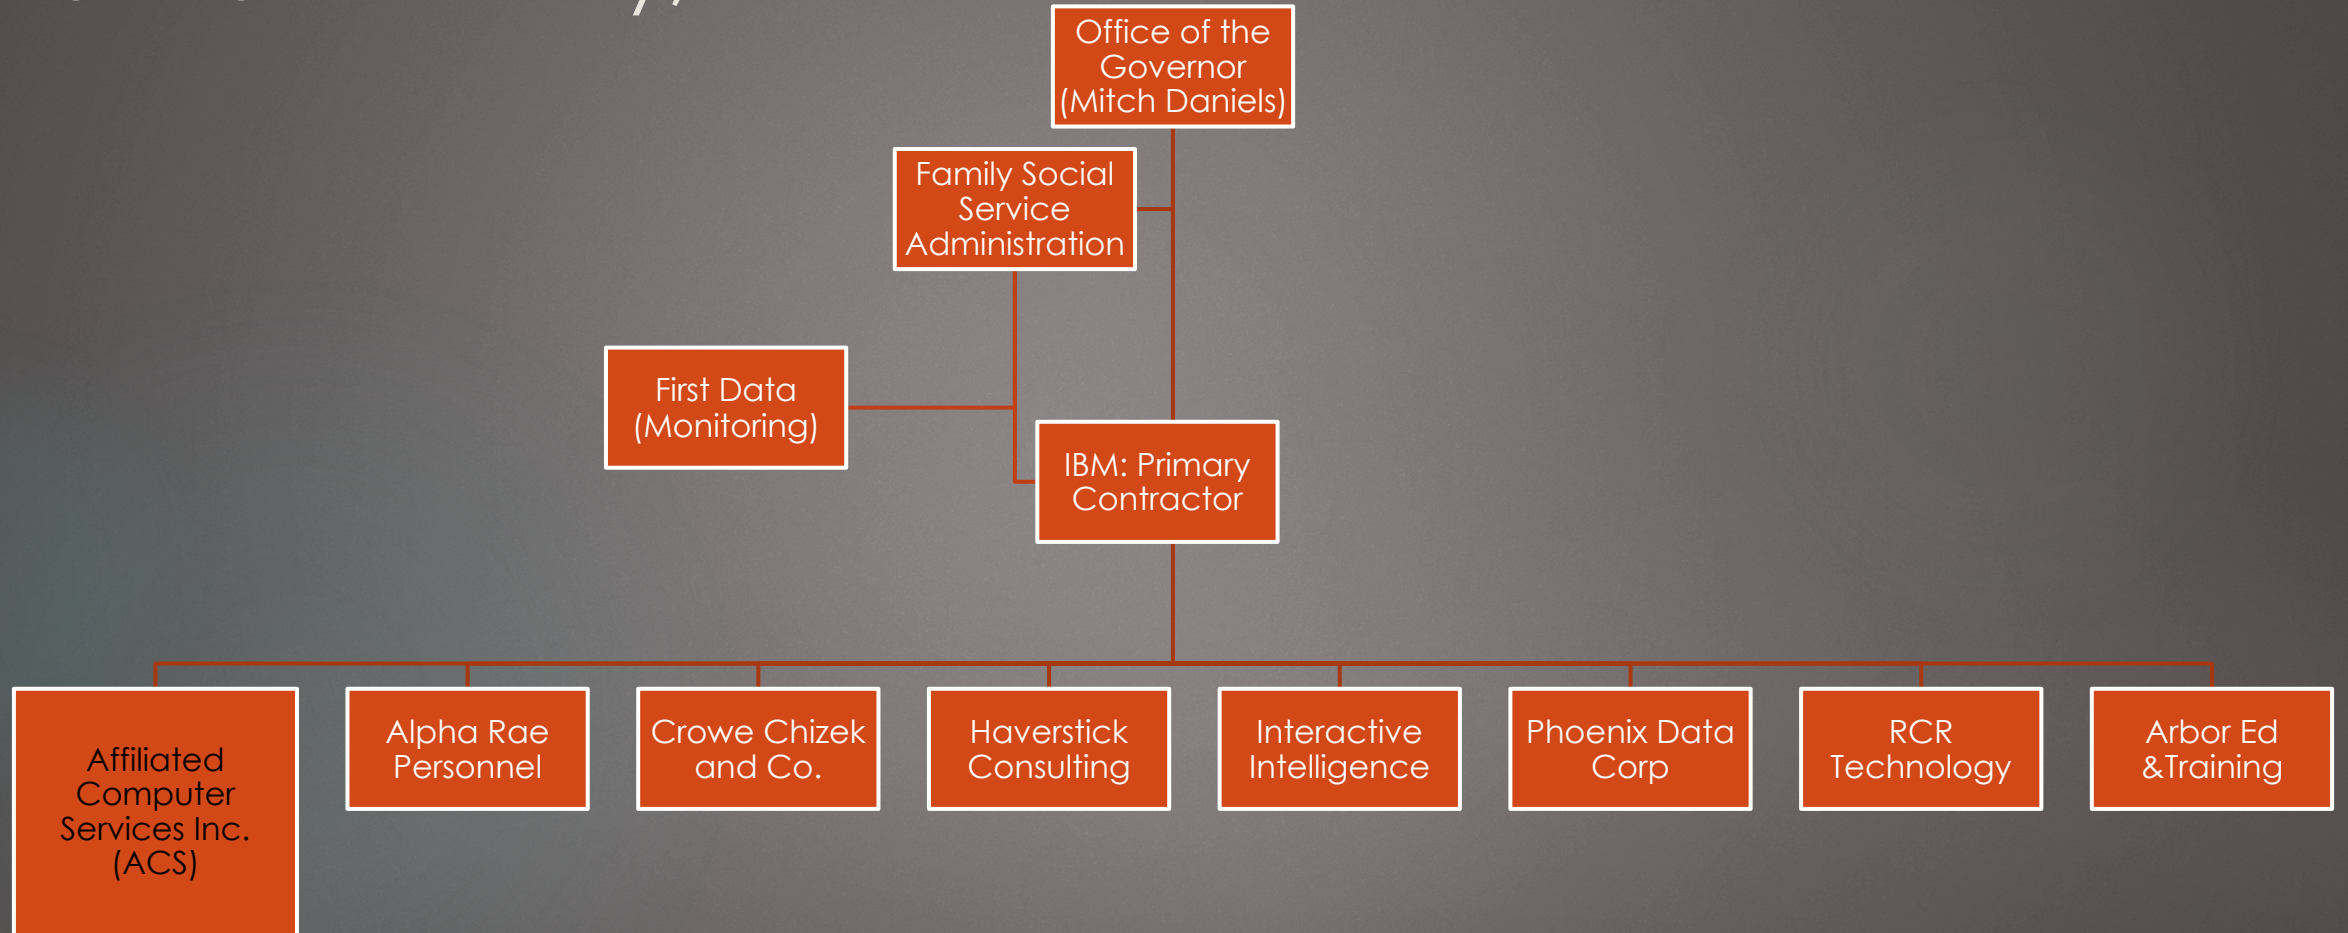 Office of the
Governor
(Mitch Daniels)
Family Social
Service
Administration
First Data
(Monitoring)
IBM: Primary
Contractor
Affiliated
Computer
Services Inc.
(ACS)
Alpha Rae
Personnel
Crowe Chizek
and Co.
Haverstick
Consulting
Interactive
Intelligence
Phoenix Data
Corp
RCR
Technology
Arbor Ed
&Training